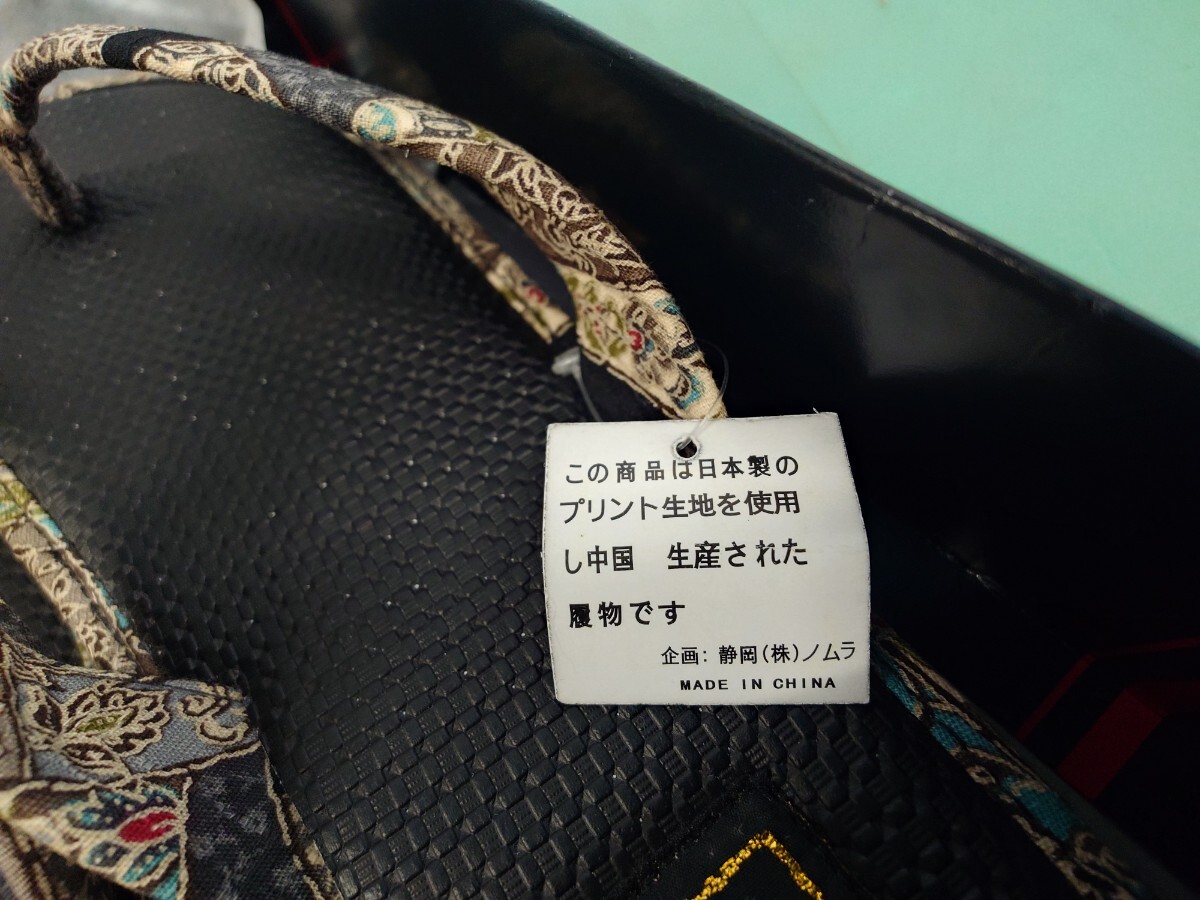 この商品は日本製の
プリント生地を使用
し中国　生産された
履物です
企画: 静岡(株)ノムラ
MADE IN CHINA